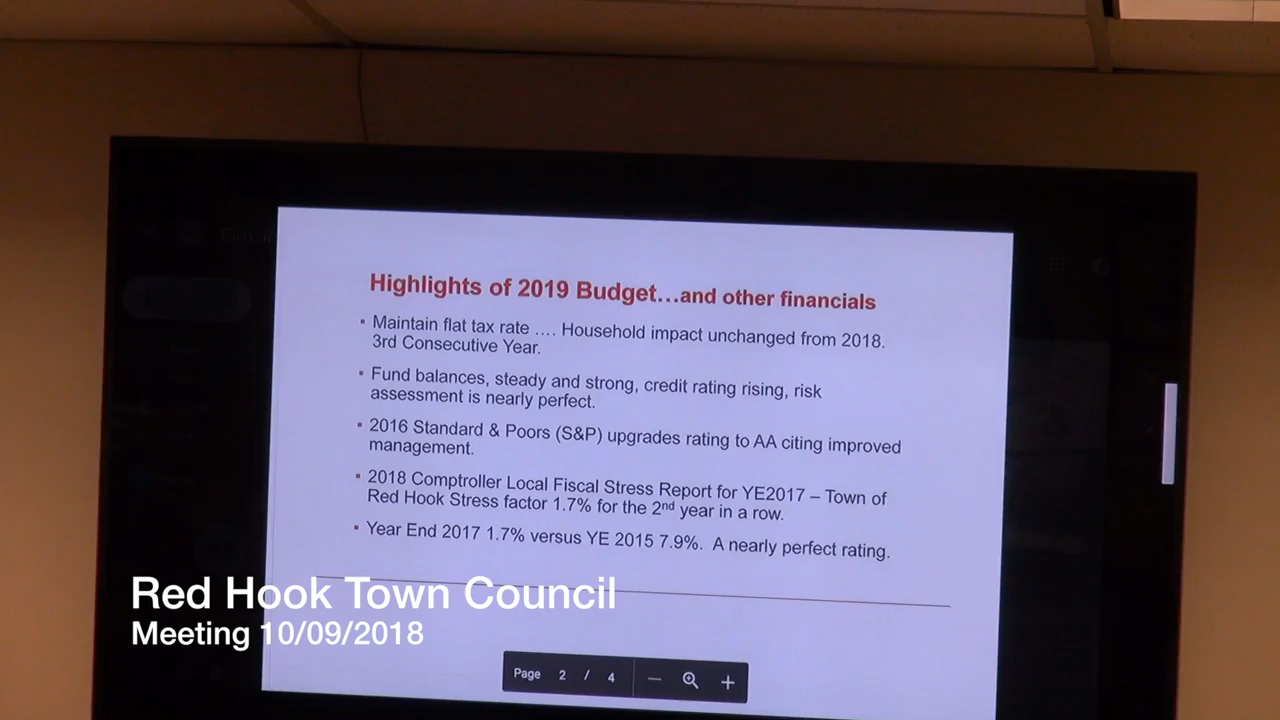 Highlights of 2019 Budget...and other financials
▪ Maintain flat tax rate .... Household impact unchanged from 2018.
3rd Consecutive Year.
▪ Fund balances, steady and strong, credit rating rising, risk
assessment is nearly perfect.
▪ 2016 Standard & Poors (S&P) upgrades rating to AA citing improved
management.
▪ 2018 Comptroller Local Fiscal Stress Report for YE2017 – Town of
Red Hook Stress factor 1.7% for the 2nd year in a row.
▪ Year End 2017 1.7% versus YE 2015 7.9%. A nearly perfect rating.
Red Hook Town Council
Meeting 10/09/2018
Page 2 / 4